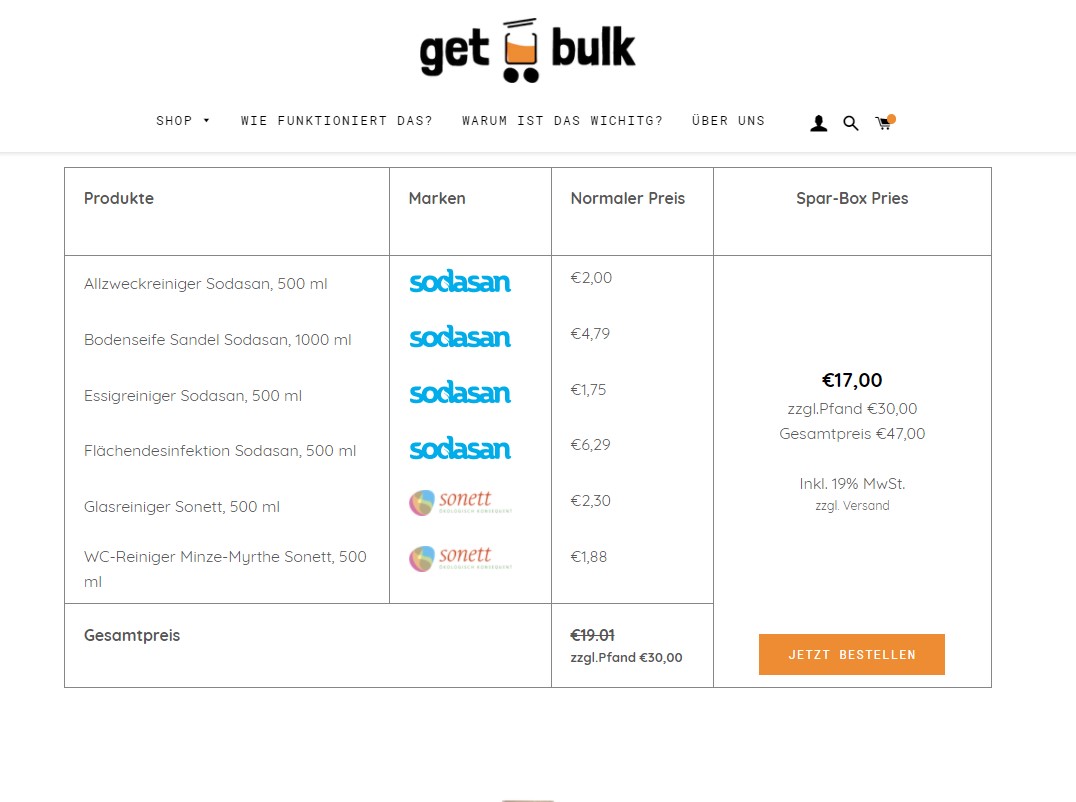 get bulk
SHOP
WIE FUNKTIONIERT DAS?
WARUM IST DAS WICHITG?
ÜBER UNS
Produkte
Marken
Normaler Preis
Spar-Box Pries
Allzweckreiniger Sodasan, 500 ml
sodasan
€2,00
Bodenseife Sandel Sodasan, 1000 ml
sodasan
€4,79
Essigreiniger Sodasan, 500 ml
sodasan
€1,75
Flächendesinfektion Sodasan, 500 ml
sodasan
€6,29
Glasreiniger Sonett, 500 ml
sonett
ÖKOLOGISCH KONSEQUENT
€2,30
WC-Reiniger Minze-Myrthe Sonett, 500
ml
sonett
ÖKOLOGISCH KONSEQUENT
€1,88
€17,00
zzgl.Pfand €30,00
Gesamtpreis €47,00
Inkl. 19% MwSt.
zzgl. Versand
Gesamtpreis
€19.01
zzgl.Pfand €30,00
JETZT BESTELLEN